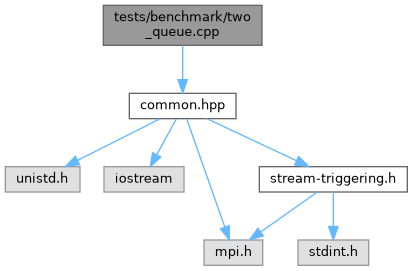 tests/benchmark/two
_queue.cpp
common.hpp
unistd.h
iostream
stream-triggering.h
mpi.h
stdint.h